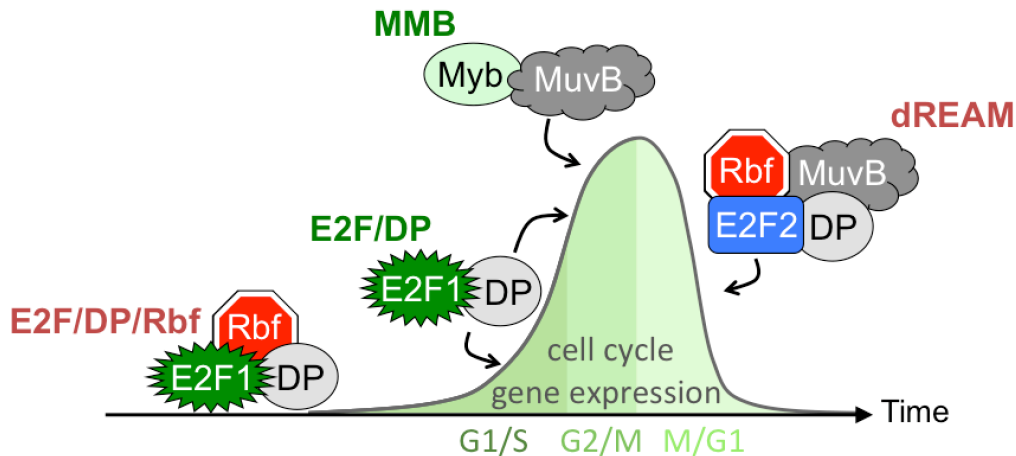 MMB
Myb
MuvB
dREAM
Rbf
MuvB
E2F2
DP
E2F/DP
E2F1
DP
E2F/DP/Rbf
Rbf
E2F1
DP
cell cycle
gene expression
Time
G1/S
G2/M
M/G1